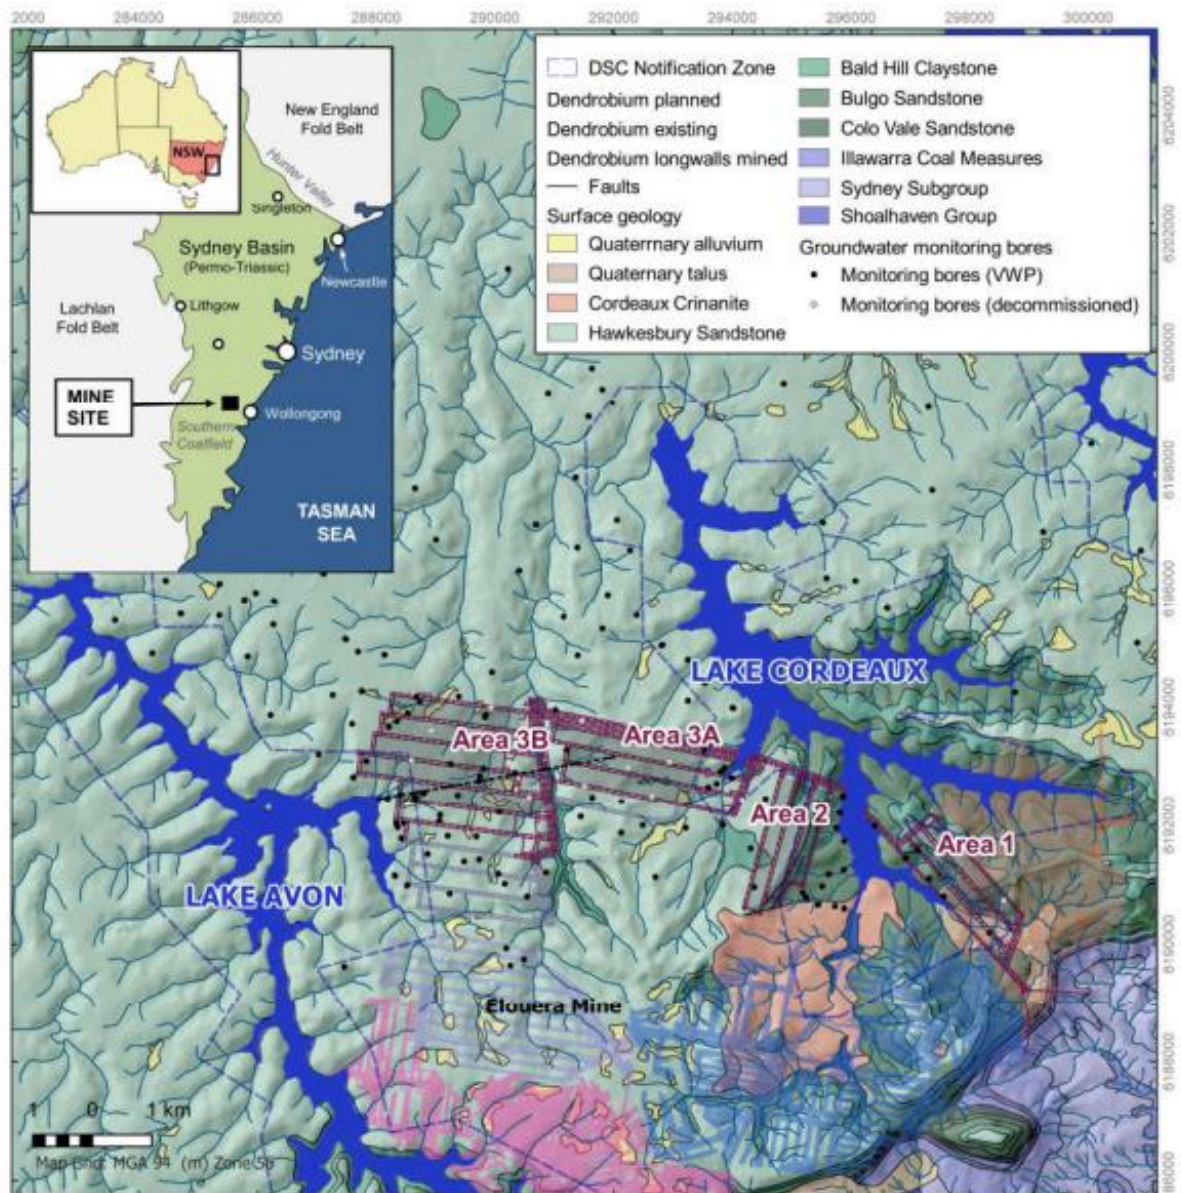 2000 284000 286000 288000 290000 292000 294000 296000 298000 300000
NSW
New England
Fold Belt
Hunter Valley
Singleton
Sydney Basin
(Permo-Triassic)
Newcastle
Lachlan
Fold Belt
Lithgow
Sydney
MINE
SITE
Wollongong
Southern
Coalfield
TASMAN
SEA
DSC Notification Zone
Dendrobium planned
Dendrobium existing
Dendrobium longwalls mined
Faults
Surface geology
Quaternnary alluvium
Quaternary talus
Cordeaux Crinanite
Hawkesbury Sandstone
Bald Hill Claystone
Bulgo Sandstone
Colo Vale Sandstone
Illawarra Coal Measures
Sydney Subgroup
Shoalhaven Group
Groundwater monitoring bores
Monitoring bores (VWP)
Monitoring bores (decommissioned)
6204000
6202000
6200000
6198000
6196000
6194000
6192000
6190000
6188000
86000
LAKE CORDEAUX
Area 3B
Area 3A
Area 2
Area 1
LAKE AVON
Elouera Mine
1 0 1 km
Map Grid: MGA 94 (m) Zone 56